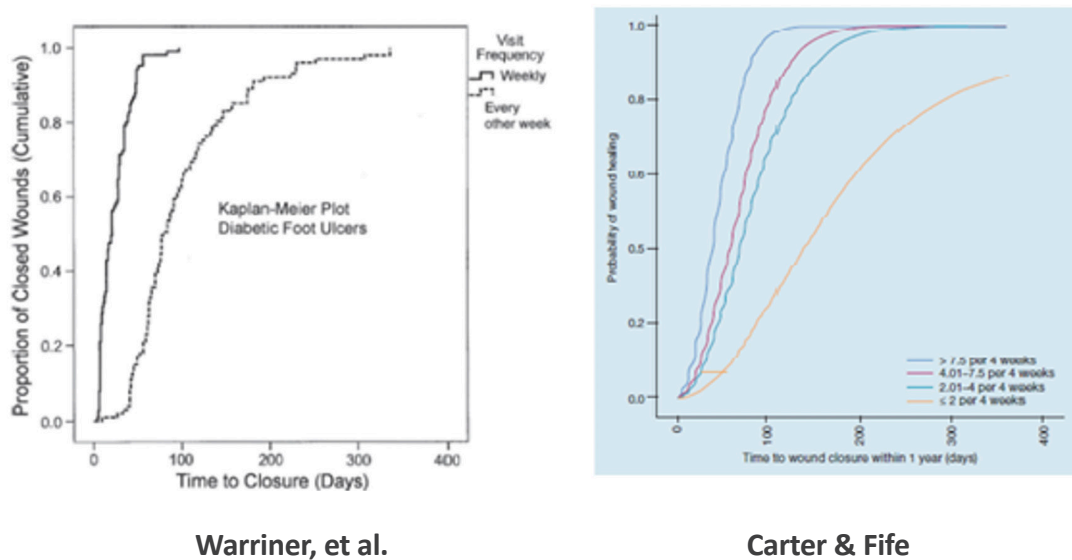 1.0
0.8
0.6
0.4
0.2
0.0
Proportion of Closed Wounds (Cumulative)
Visit
Frequency
Weekly
Every
other week
Kaplan-Meier Plot
Diabetic Foot Ulcers
0
100
200
300
400
Time to Closure (Days)
Warriner, et al.
1.0
0.8
0.6
0.5
0.2
0.0
Probability of wound healing
> 7.5 per 4 weeks
4.01–7.5 per 4 weeks
2.01–4 per 4 weeks
≤ 2 per 4 weeks
0
100
200
300
400
Time to wound closure within 1 year (days)
Carter & Fife